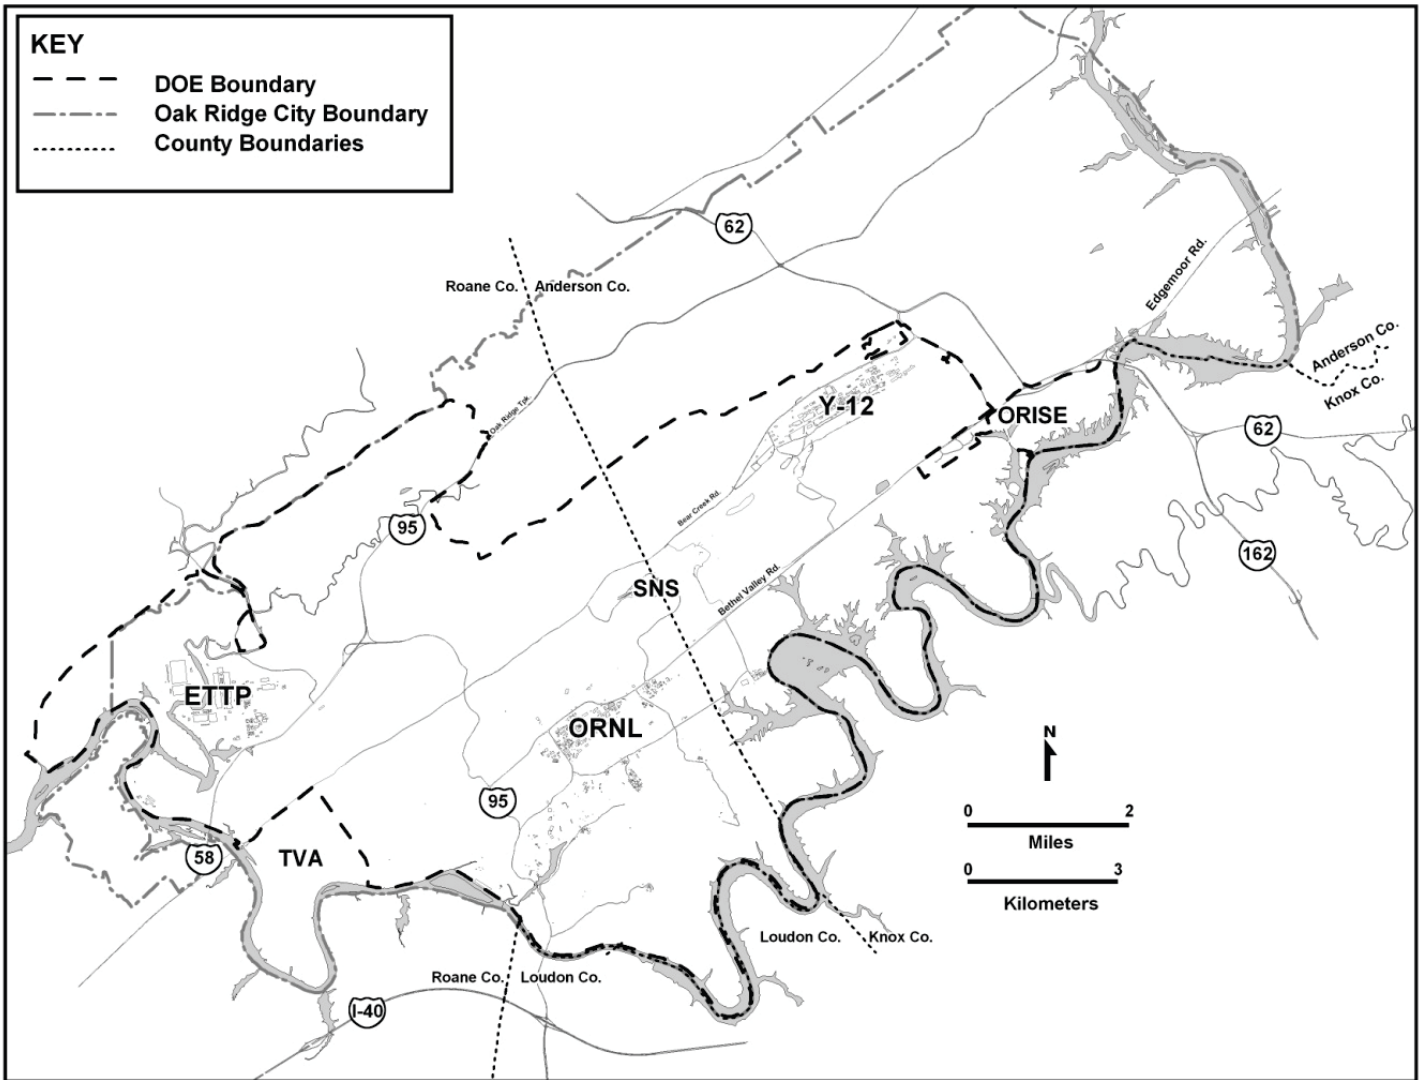 KEY
DOE Boundary
Oak Ridge City Boundary
County Boundaries
62
Edgemoor Rd.
Roane Co. Anderson Co.
Anderson Co.
Knox Co.
Y-12
ORISE
Oak Ridge Tpk.
62
Bear Creek Rd.
95
162
SNS
Bethel Valley Rd.
ETTP
ORNL
N
95
0 2
Miles
58
TVA
0 3
Kilometers
Loudon Co. Knox Co.
Roane Co. Loudon Co.
I-40